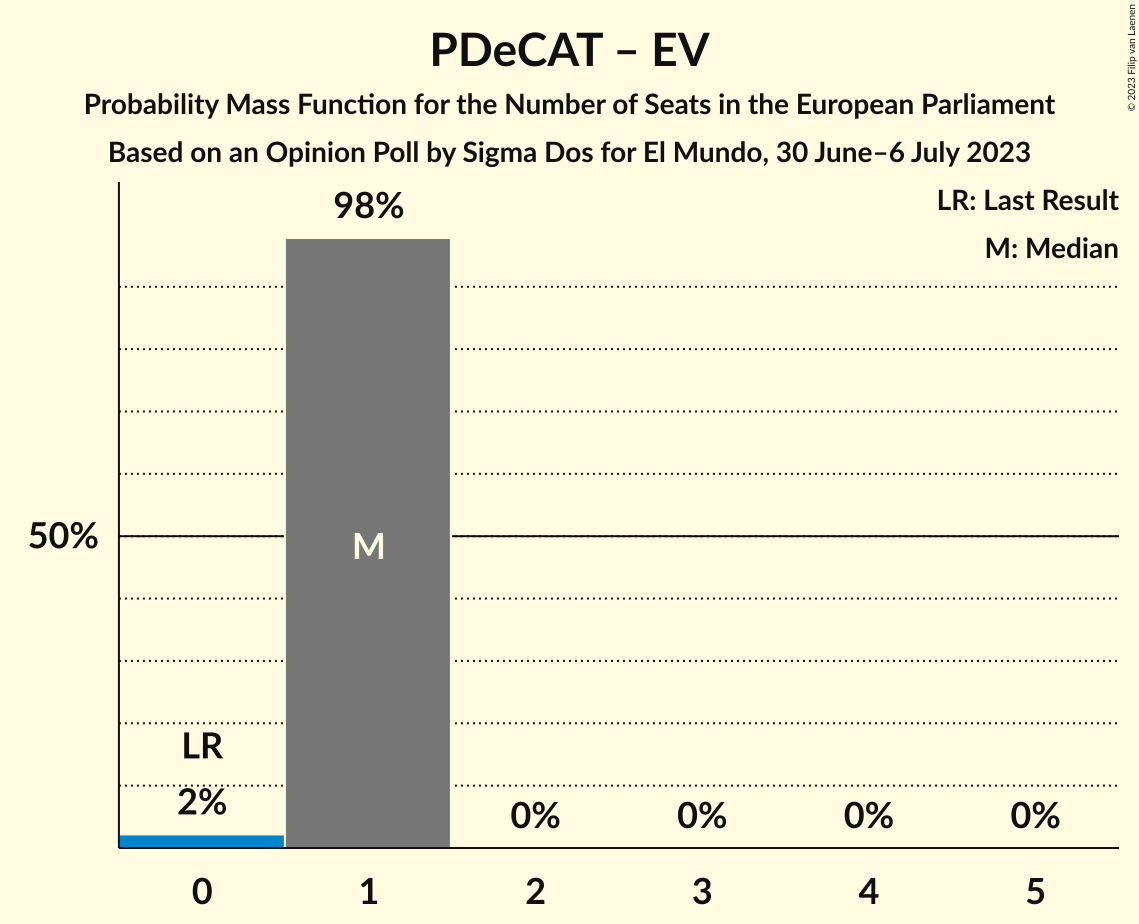 PDeCAT – EV
Probability Mass Function for the Number of Seats in the European Parliament
Based on an Opinion Poll by Sigma Dos for El Mundo, 30 June–6 July 2023
© 2023 Filip van Laenen
LR: Last Result
M: Median
98%
50%
M
LR
2%
0%
0%
0%
0%
0
1
2
3
4
5